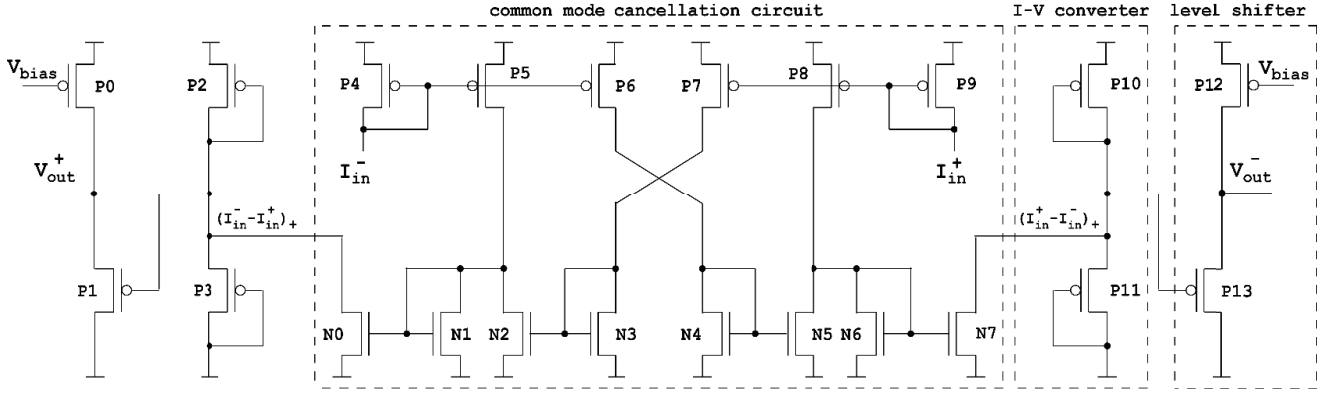 common mode cancellation circuit
I-V converter
level shifter
V_bias
P0
P2
P4
P5
P6
P7
P8
P9
P10
P12
V_bias
I_in^-
I_in^+
V_out^+
V_out^-
(I_in^- - I_in^+)_+
(I_in^+ - I_in^-)_+
P1
P3
N0
N1
N2
N3
N4
N5
N6
N7
P11
P13